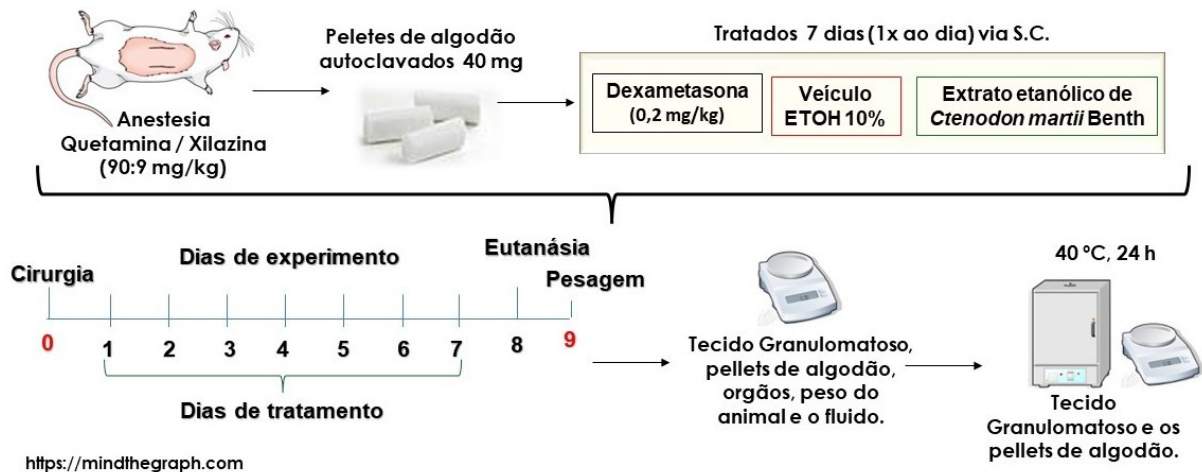 Anestesia
Quetamina / Xilazina
(90:9 mg/kg)
Peletes de algodão
autoclavados 40 mg
Tratados 7 dias (1x ao dia) via S.C.
Dexametasona
(0,2 mg/kg)
Veículo
ETOH 10%
Extrato etanólico de
Ctenodon martii Benth
Cirurgia
Dias de experimento
Eutanásia
Pesagem
0
1
2
3
4
5
6
7
8
9
Dias de tratamento
Tecido Granulomatoso,
pellets de algodão,
orgãos, peso do
animal e o fluido.
40 ºC, 24 h
Tecido
Granulomatoso e os
pellets de algodão.
https://mindthegraph.com